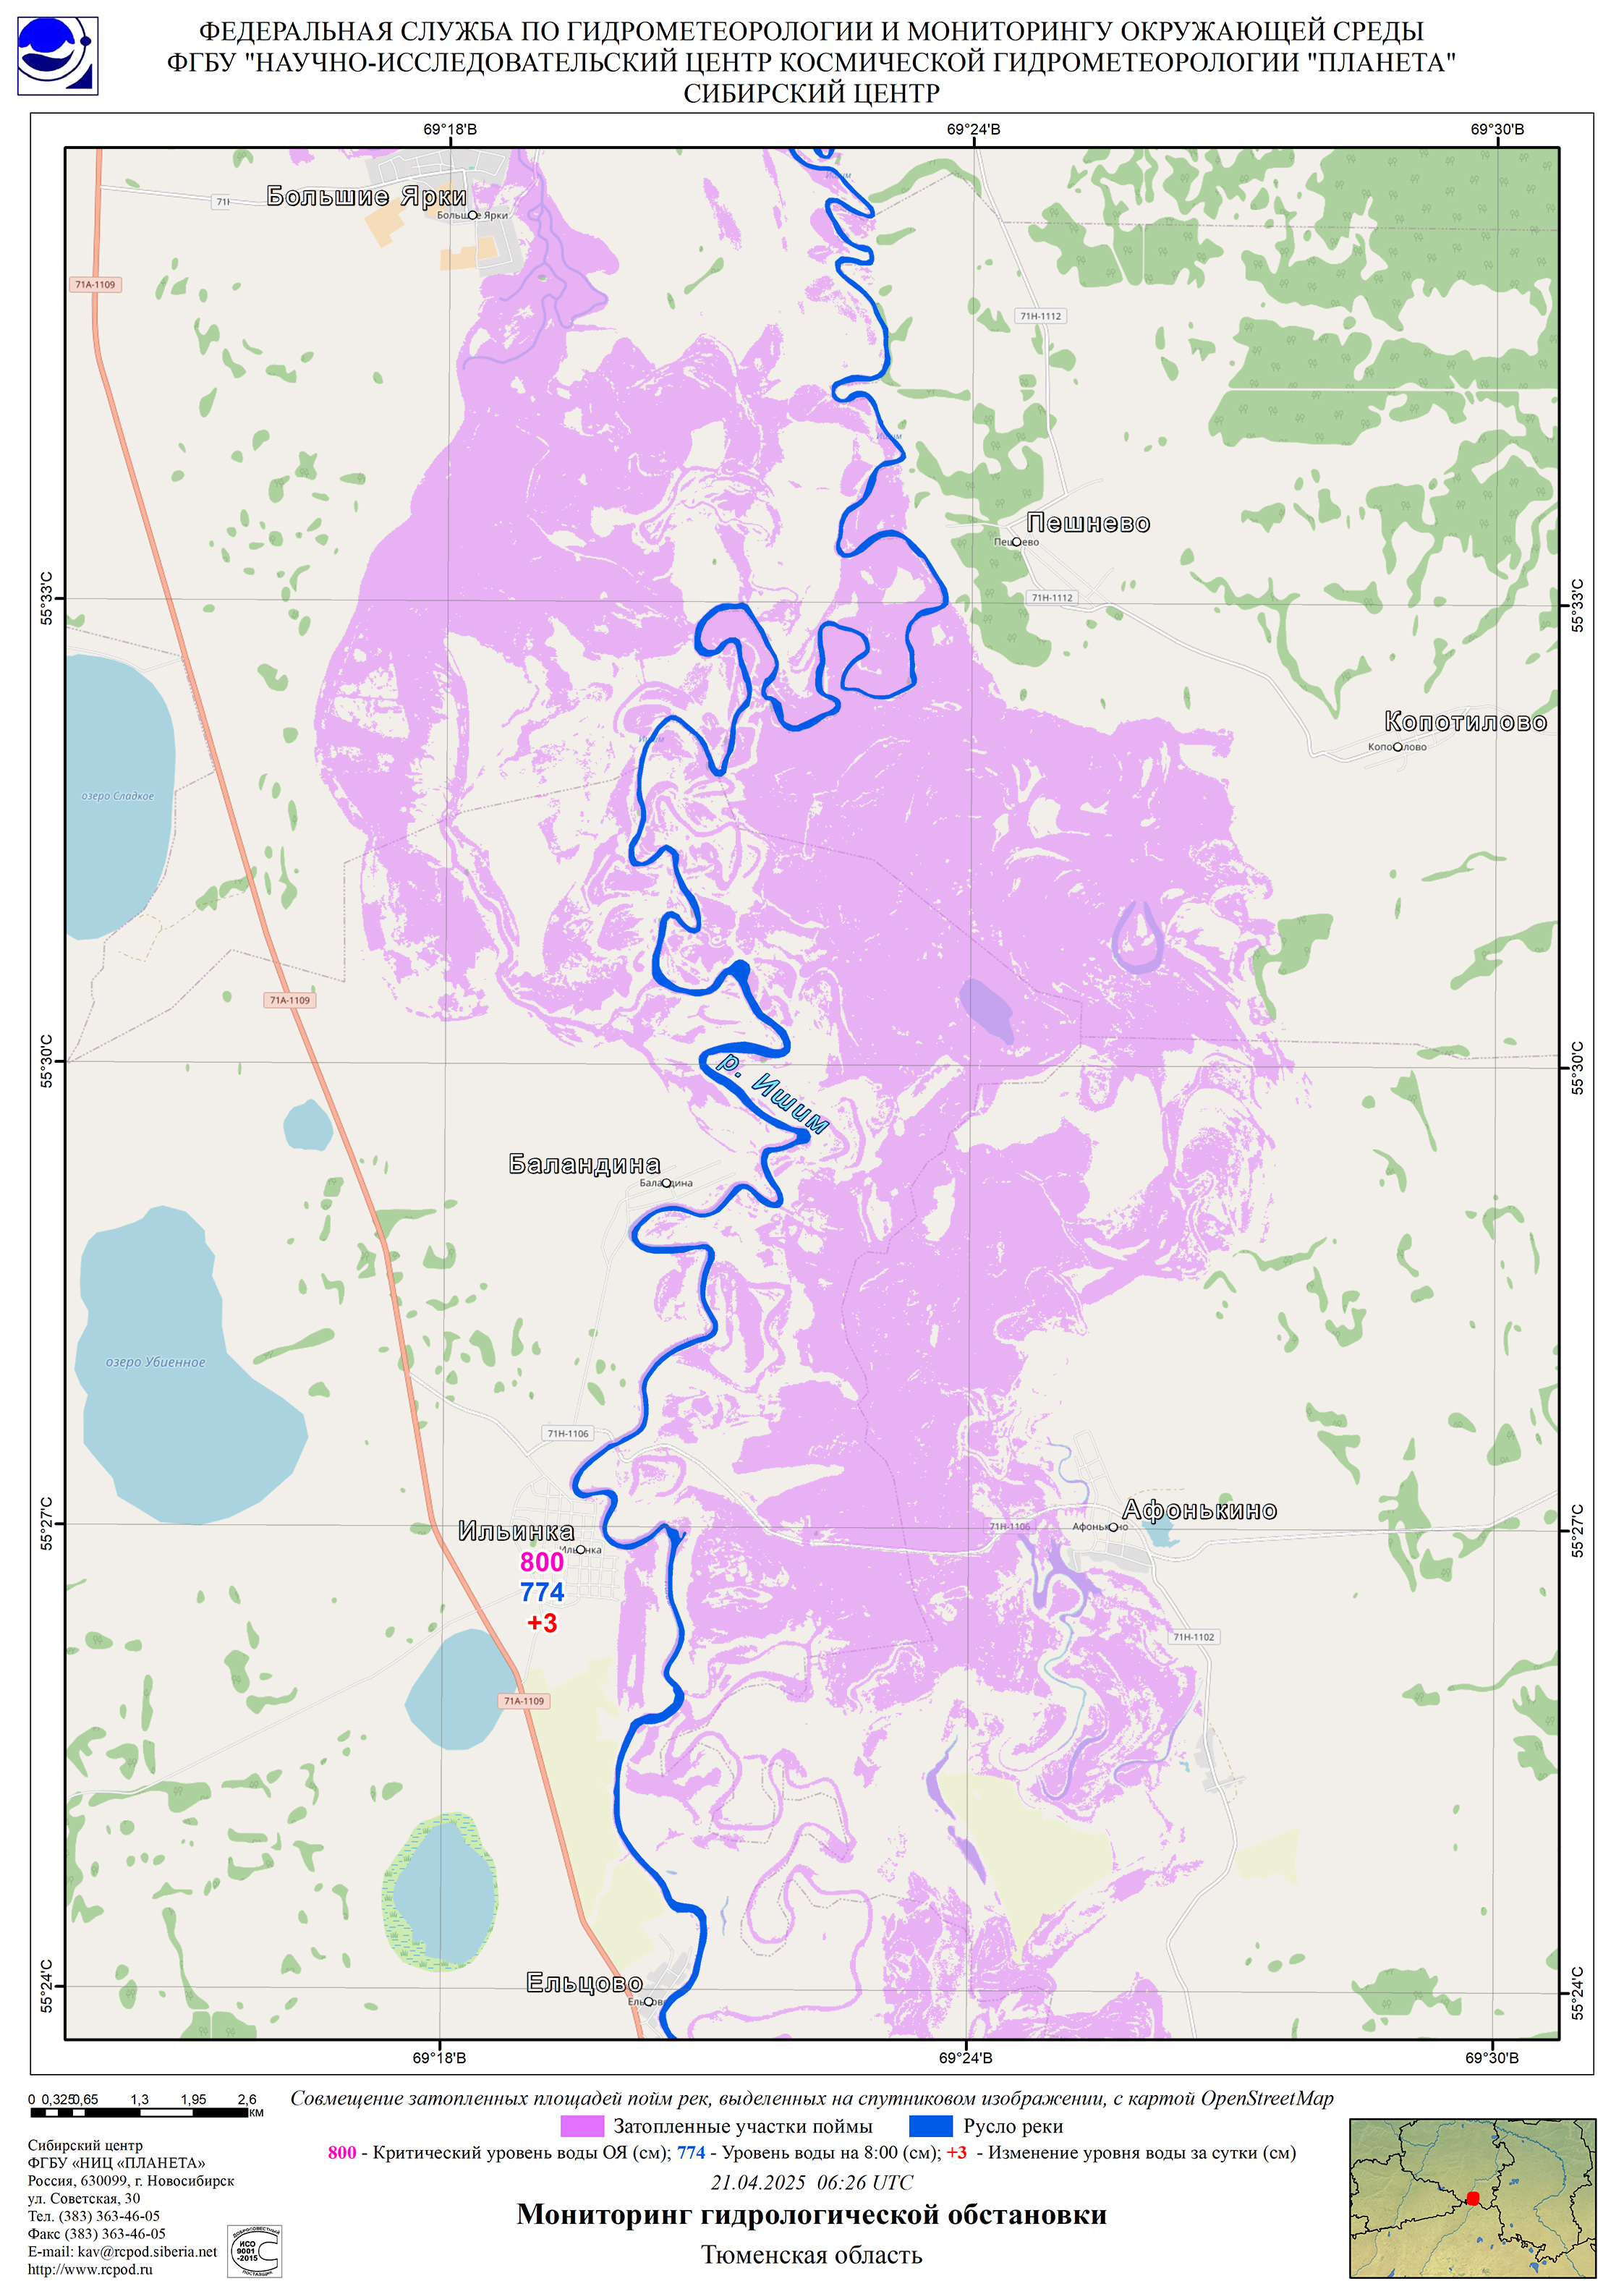 ФЕДЕРАЛЬНАЯ СЛУЖБА ПО ГИДРОМЕТЕОРОЛОГИИ И МОНИТОРИНГУ ОКРУЖАЮЩЕЙ СРЕДЫ
ФГБУ "НАУЧНО-ИССЛЕДОВАТЕЛЬСКИЙ ЦЕНТР КОСМИЧЕСКОЙ ГИДРОМЕТЕОРОЛОГИИ "ПЛАНЕТА"
СИБИРСКИЙ ЦЕНТР
69°18'В 69°24'В 69°30'В
Ишим
Большие Ярки
71Н
71А-1109
71Н-1112
Ишим
Пешнево
71Н-1112
55°33'С 55°33'С
Копотилово
Копотилово
Ишим
озеро Сладкое
71А-1109
55°30'С 55°30'С
р. Ишим
Баландина
озеро Убиенное
71Н-1106
Афонькино
55°27'С 55°27'С
71Н-1106
Ильинка
800
774
+3
71Н-1102
71А-1109
Ельцово
55°24'С 55°24'С
69°18'В 69°24'В 69°30'В
0 0,325 0,65 1,3 1,95 2,6
км
Совмещение затопленных площадей пойм рек, выделенных на спутниковом изображении, с картой OpenStreetMap
Затопленные участки поймы Русло реки
800 - Критический уровень воды ОЯ (см); 774 - Уровень воды на 8:00 (см); +3 - Изменение уровня воды за сутки (см)
21.04.2025 06:26 UTC
Мониторинг гидрологической обстановки
Тюменская область
Сибирский центр
ФГБУ «НИЦ «ПЛАНЕТА»
Россия, 630099, г. Новосибирск
ул. Советская, 30
Тел. (383) 363-46-05
Факс (383) 363-46-05
E-mail: kav@rcpod.siberia.net
http://www.rcpod.ru
ДОБРОСОВЕСТНЫЙ
ИСО
9001
-2015
ПОСТАВЩИК